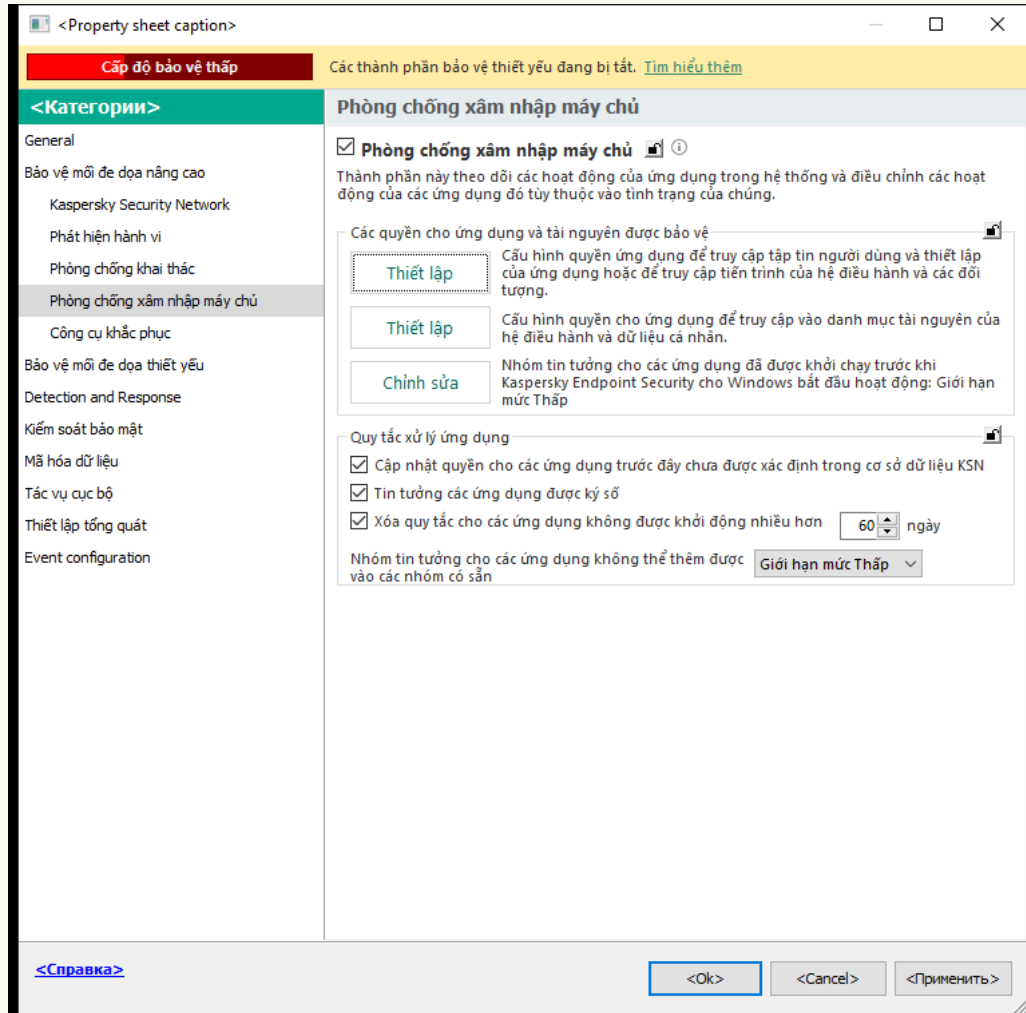 <Property sheet caption>
Cấp độ bảo vệ thấp
Các thành phần bảo vệ thiết yếu đang bị tắt. Tìm hiểu thêm
<Категории>
General
Bảo vệ mối đe dọa nâng cao
Kaspersky Security Network
Phát hiện hành vi
Phòng chống khai thác
Phòng chống xâm nhập máy chủ
Công cụ khắc phục
Bảo vệ mối đe dọa thiết yếu
Detection and Response
Kiểm soát bảo mật
Mã hóa dữ liệu
Tác vụ cục bộ
Thiết lập tổng quát
Event configuration
Phòng chống xâm nhập máy chủ
Phòng chống xâm nhập máy chủ
Thành phần này theo dõi các hoạt động của ứng dụng trong hệ thống và điều chỉnh các hoạt
động của các ứng dụng đó tùy thuộc vào tình trạng của chúng.
Các quyền cho ứng dụng và tài nguyên được bảo vệ
Thiết lập
Cấu hình quyền ứng dụng để truy cập tập tin người dùng và thiết lập
của ứng dụng hoặc để truy cập tiến trình của hệ điều hành và các đối
tượng.
Thiết lập
Cấu hình quyền cho ứng dụng để truy cập vào danh mục tài nguyên của
hệ điều hành và dữ liệu cá nhân.
Chỉnh sửa
Nhóm tin tưởng cho các ứng dụng đã được khởi chạy trước khi
Kaspersky Endpoint Security cho Windows bắt đầu hoạt động: Giới hạn
mức Thấp
Quy tắc xử lý ứng dụng
Cập nhật quyền cho các ứng dụng trước đây chưa được xác định trong cơ sở dữ liệu KSN
Tin tưởng các ứng dụng được ký số
Xóa quy tắc cho các ứng dụng không được khởi động nhiều hơn 60 ngày
Nhóm tin tưởng cho các ứng dụng không thể thêm được
vào các nhóm có sẵn
Giới hạn mức Thấp
<Справка>
<Ok>
<Cancel>
<Применить>